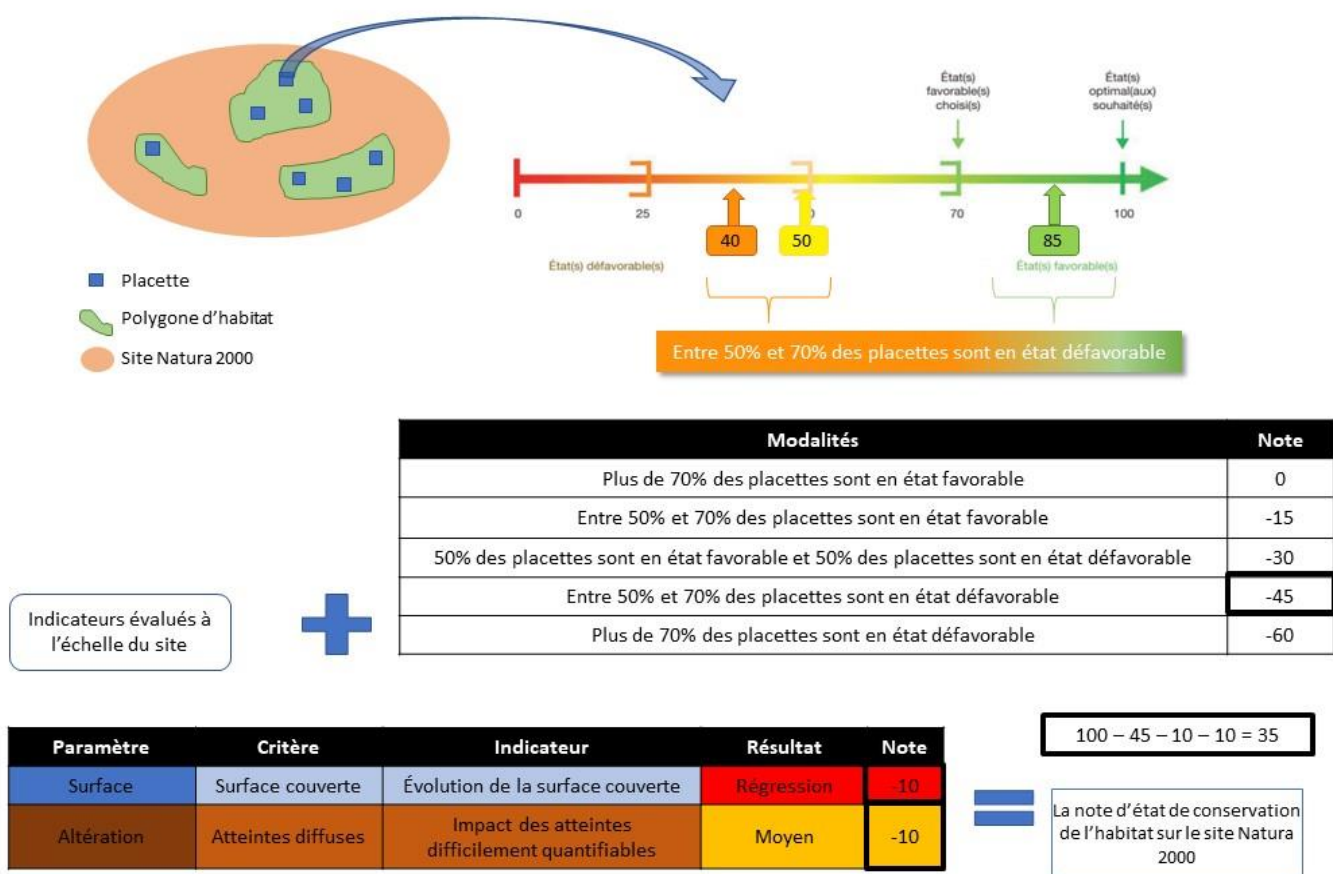 État(s)
favorable(s)
choisi(s)
État(s)
optimal(aux)
souhaité(s)
0
25
70
100
40
50
85
État(s) défavorable(s)
État(s) favorable(s)
Placette
Polygone d'habitat
Site Natura 2000
Entre 50% et 70% des placettes sont en état défavorable
Modalités Note
Plus de 70% des placettes sont en état favorable 0
Entre 50% et 70% des placettes sont en état favorable -15
50% des placettes sont en état favorable et 50% des placettes sont en état défavorable -30
Entre 50% et 70% des placettes sont en état défavorable -45
Plus de 70% des placettes sont en état défavorable -60
Indicateurs évalués à
l'échelle du site
Paramètre Critère Indicateur Résultat Note
Surface Surface couverte Évolution de la surface couverte Régression -10
Altération Atteintes diffuses Impact des atteintes
difficilement quantifiables Moyen -10
100 – 45 – 10 – 10 = 35
La note d'état de conservation
de l'habitat sur le site Natura
2000